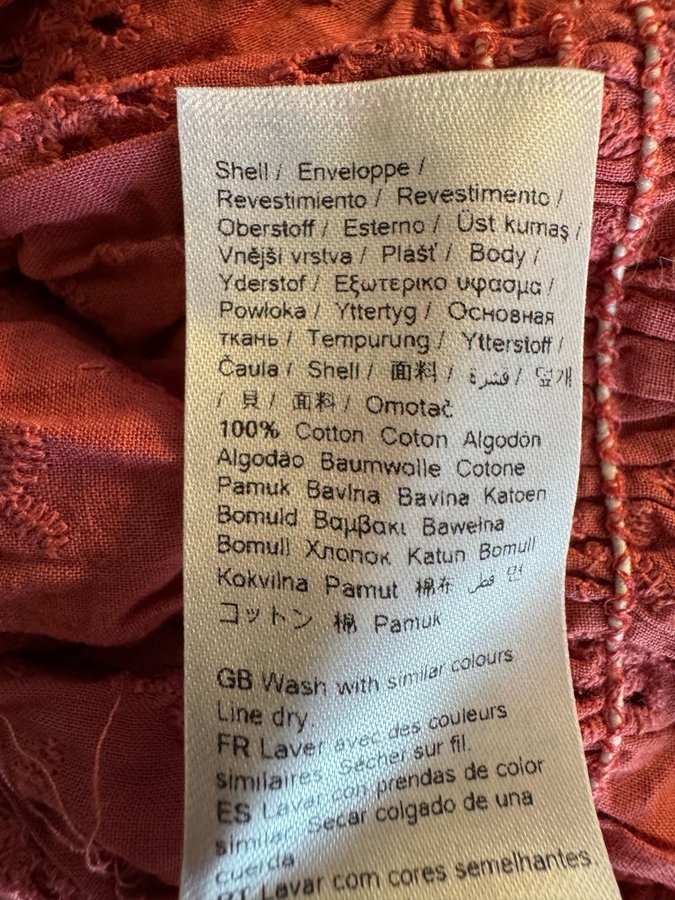 Shell / Enveloppe /
Revestimiento / Revestimento /
Oberstoff / Esterno / Üst kumaş /
Vnější vrstva / Plášť / Body /
Yderstof / Εξωτερικο υφασμα /
Powłoka / Yttertyg / Основная
ткань / Tempurung / Ytterstoff /
Čaula / Shell / 面料 / قشرة / 덮개
/ 貝 / 面料 / Omotač
100% Cotton Coton Algodón
Algodão Baumwolle Cotone
Pamuk Bavlna Bavlna Katoen
Bomuld Βαμβακι Bawełna
Bomull Хлопок Katun Bomull
Kokvilna Pamut 棉布 قطن 면
コットン 棉 Pamuk
GB Wash with similar colours
Line dry.
FR Laver avec des couleurs
similaires Sécher sur fil.
ES Lavar con prendas de color
similar. Secar colgado de una
cuerda
PT Lavar com cores semelhantes.